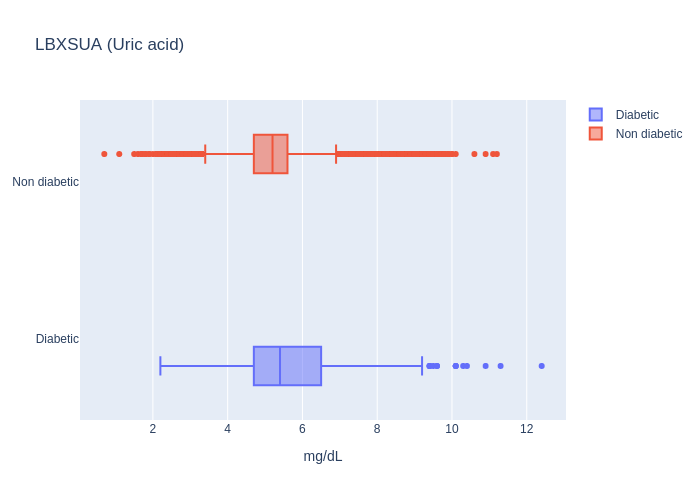 LBXSUA (Uric acid)
Diabetic
Non diabetic
Non diabetic
Diabetic
2 4 6 8 10 12
mg/dL